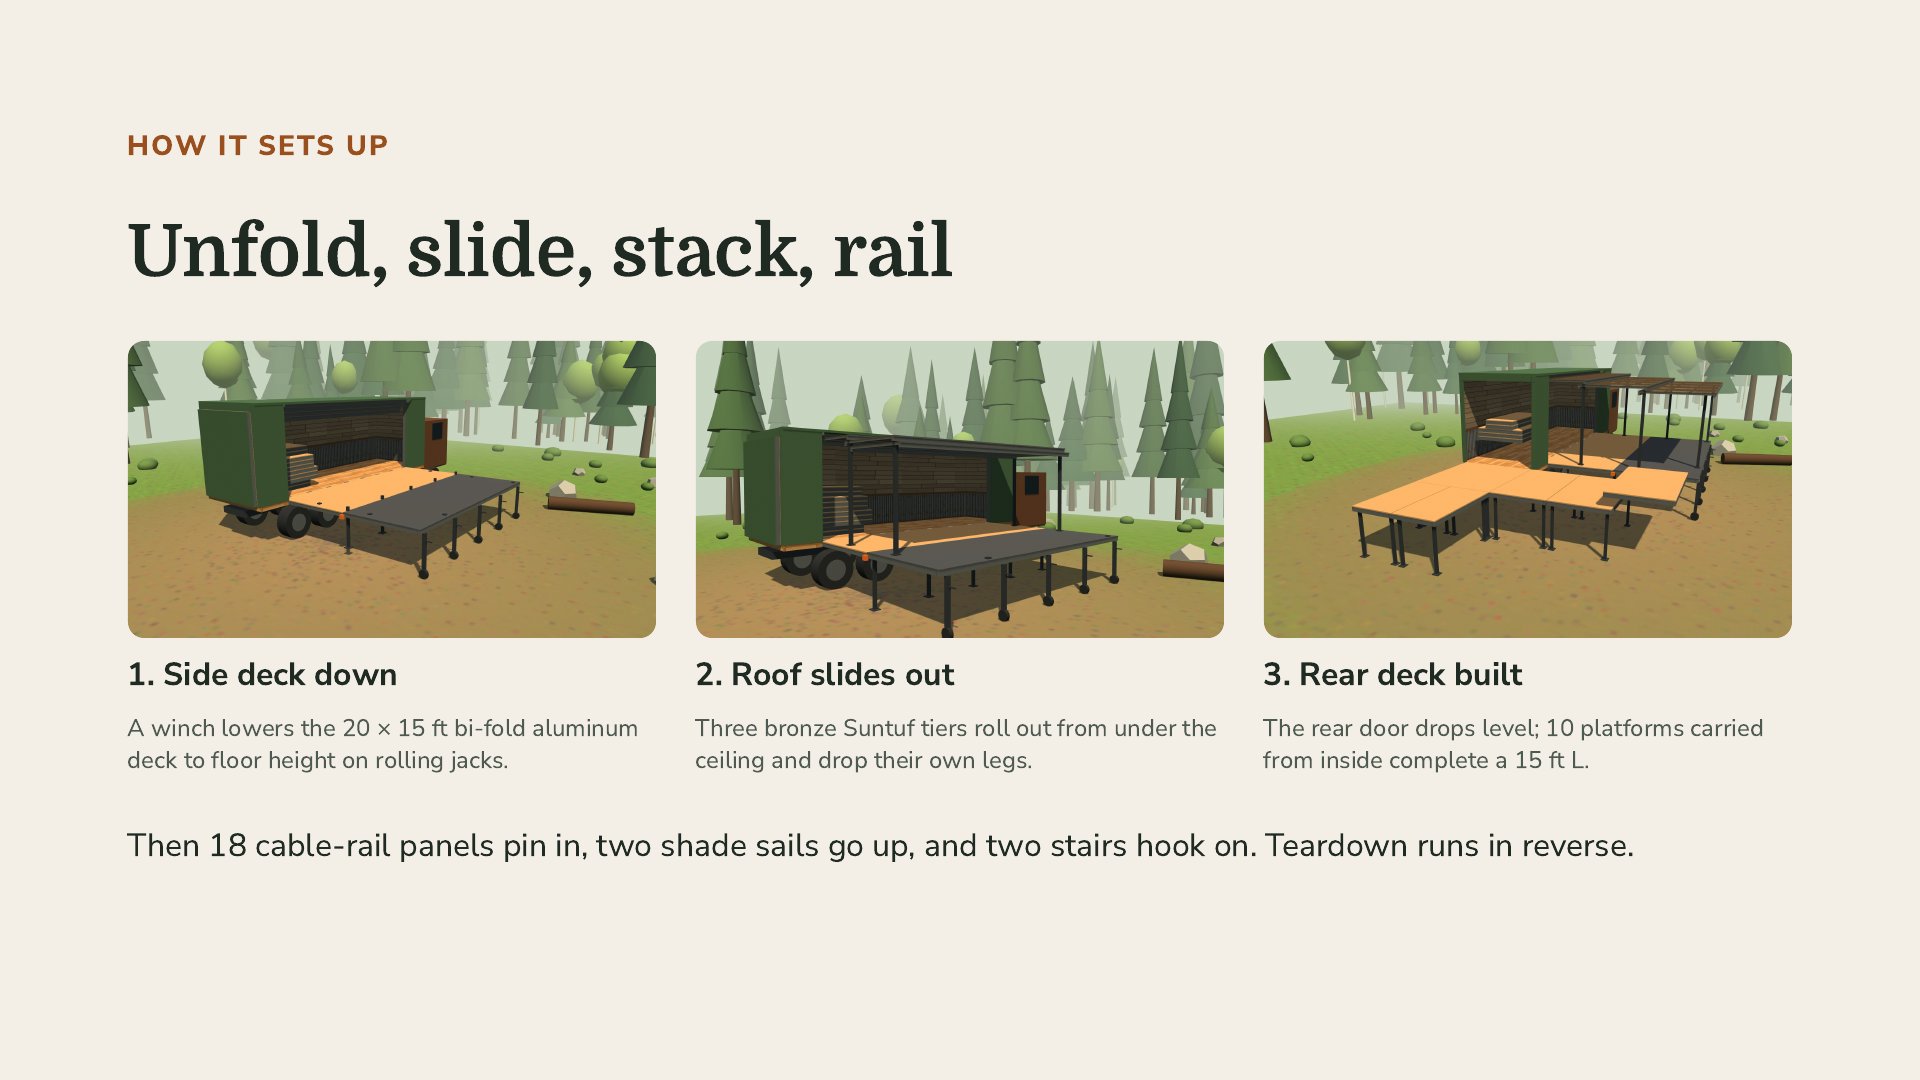 HOW IT SETS UP
Unfold, slide, stack, rail
1. Side deck down
A winch lowers the 20 × 15 ft bi-fold aluminum
deck to floor height on rolling jacks.
2. Roof slides out
Three bronze Suntuf tiers roll out from under the
ceiling and drop their own legs.
3. Rear deck built
The rear door drops level; 10 platforms carried
from inside complete a 15 ft L.
Then 18 cable-rail panels pin in, two shade sails go up, and two stairs hook on. Teardown runs in reverse.